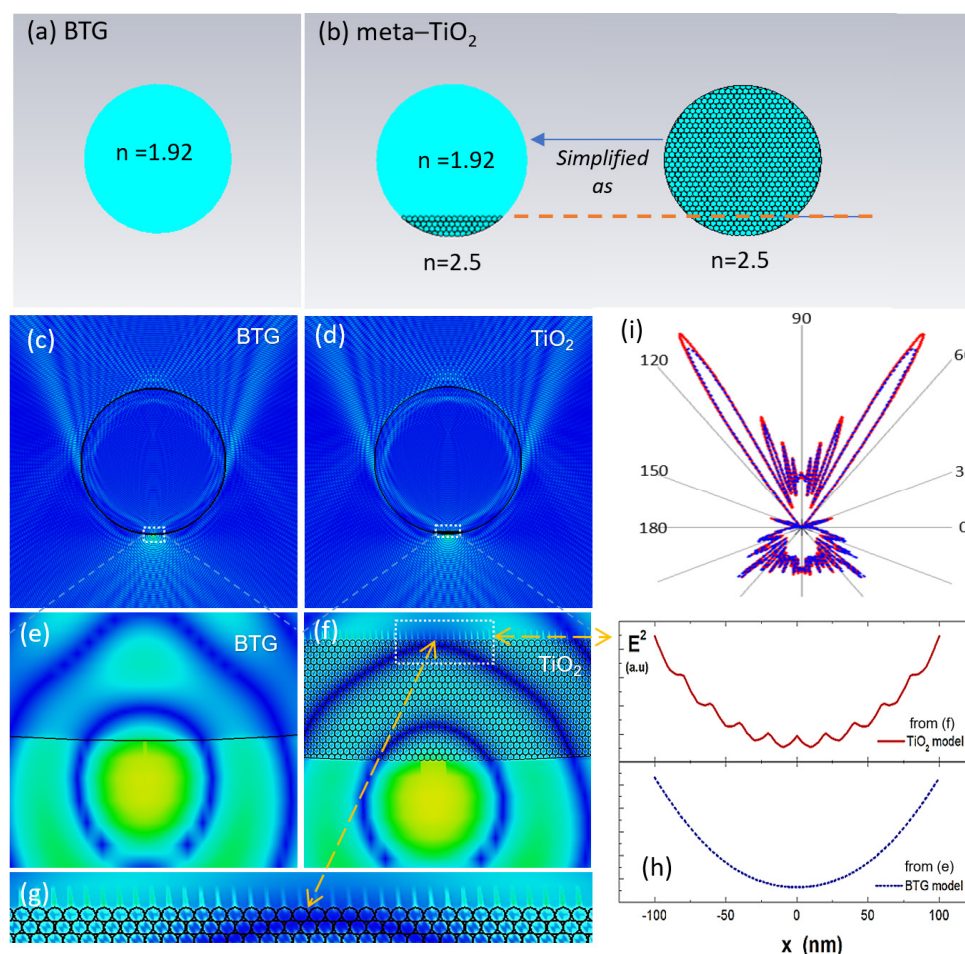 (a) BTG
n =1.92
(b) meta–TiO₂
n =1.92
Simplified
as
n=2.5
n=2.5
(c)
BTG
(d)
TiO₂
(i)
90
120
60
150
30
180
0
(e)
BTG
(f)
TiO₂
E²
(a.u)
from (f)
TiO₂ model
(g)
(h)
from (e)
BTG model
-100
-50
0
50
100
x (nm)